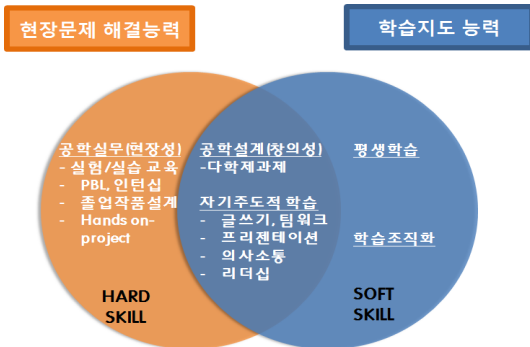 현장문제 해결능력
학습지도 능력
공학실무(현장성)
- 실험/실습 교육
- PBL, 인턴십
- 졸업작품설계
- Hands on-
project
HARD
SKILL
공학설계(창의성)
-다학제과제
자기주도적 학습
- 글쓰기, 팀워크
- 프리젠테이션
- 의사소통
- 리더십
평생학습
학습조직화
SOFT
SKILL